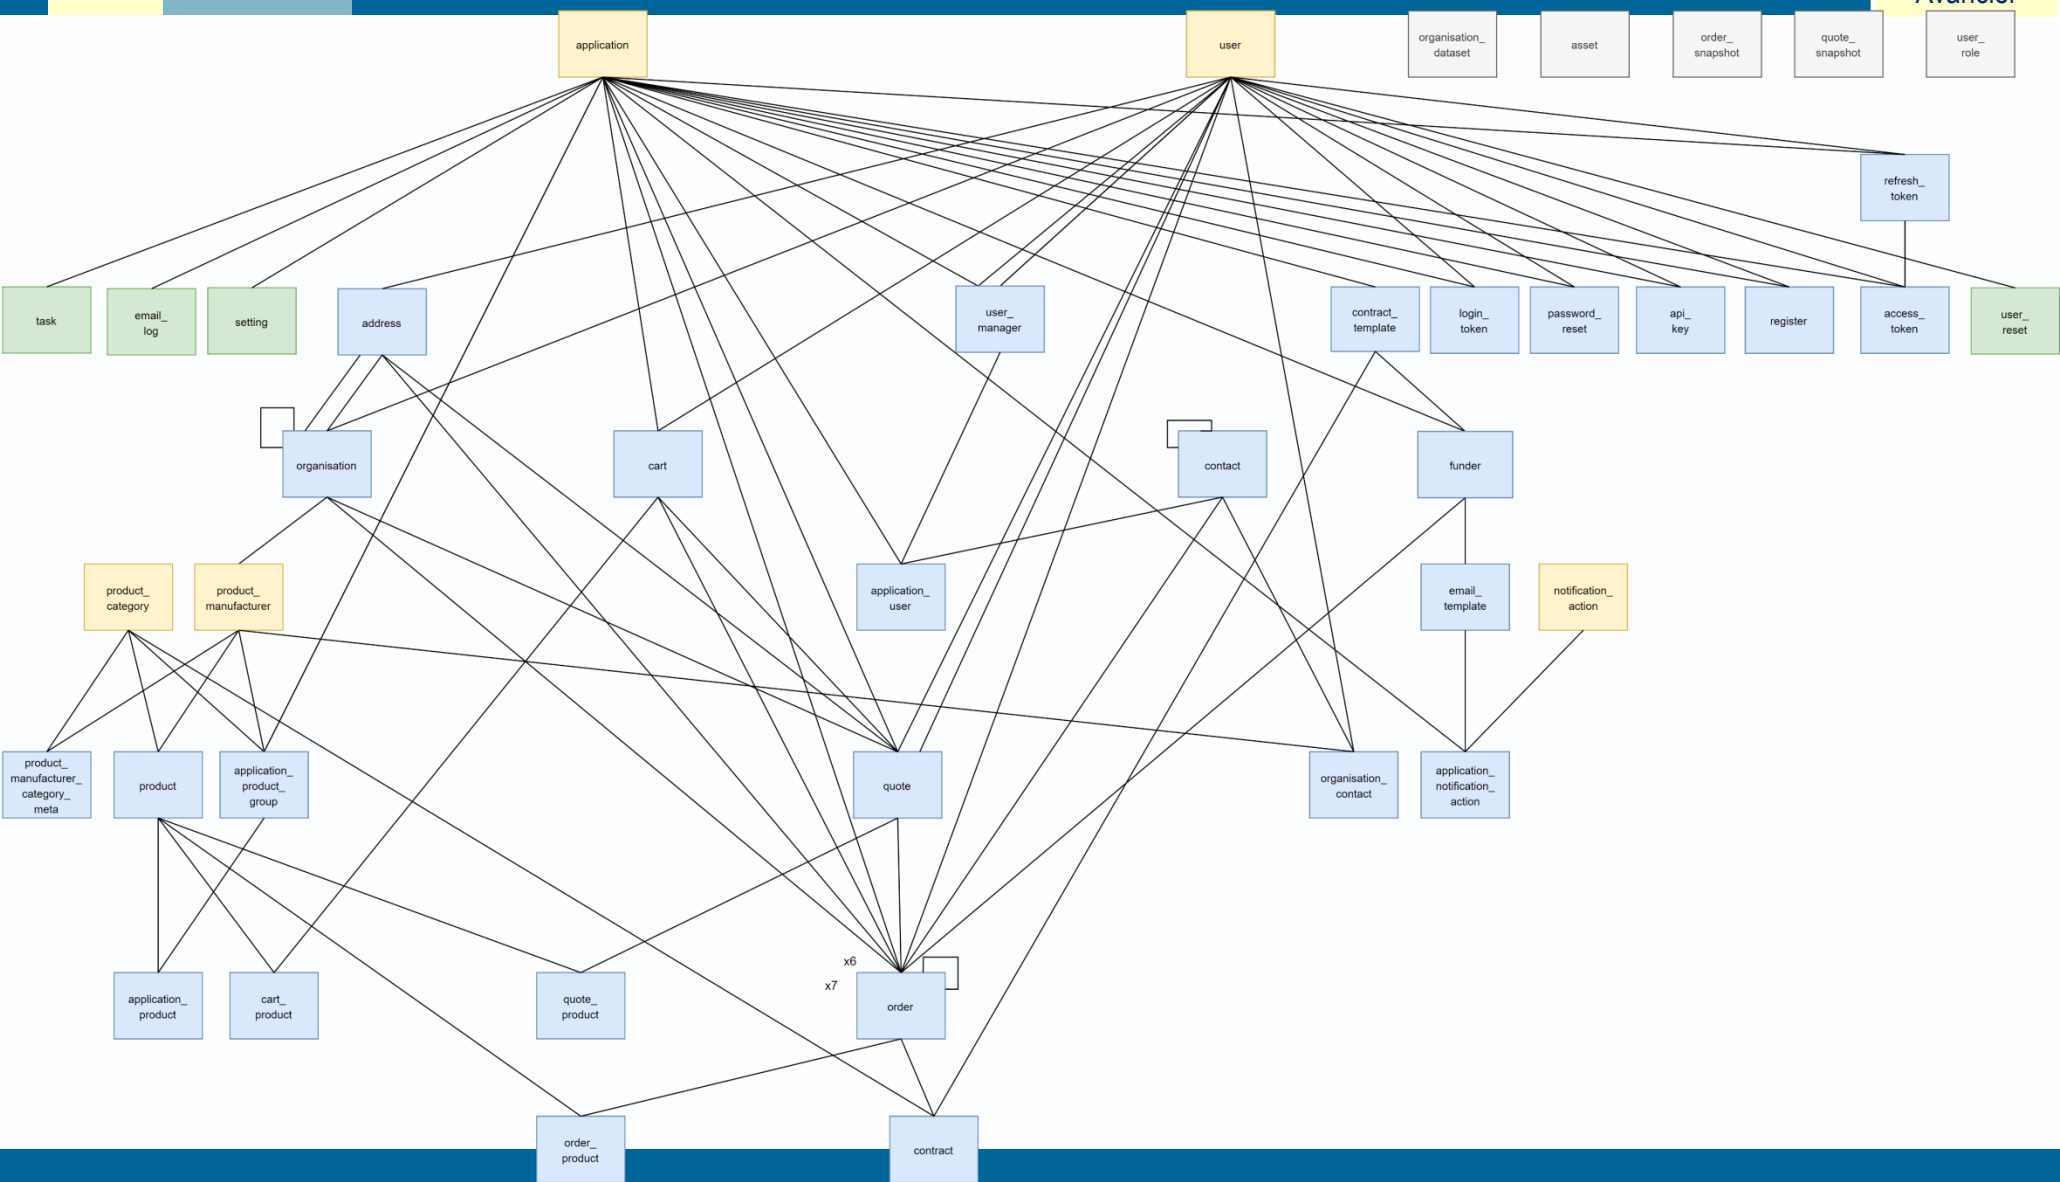 application
user
organisation_
dataset
asset
order_
snapshot
quote_
snapshot
user_
role
refresh_
token
task
email_
log
setting
address
user_
manager
contract_
template
login_
token
password_
reset
api_
key
register
access_
token
user_
reset
organisation
cart
contact
funder
product_
category
product_
manufacturer
application_
user
email_
template
notification_
action
product_
manufacturer_
category_
meta
product
application_
product_
group
quote
organisation_
contact
application_
notification_
action
x6
x7
application_
product
cart_
product
quote_
product
order
order_
product
contract